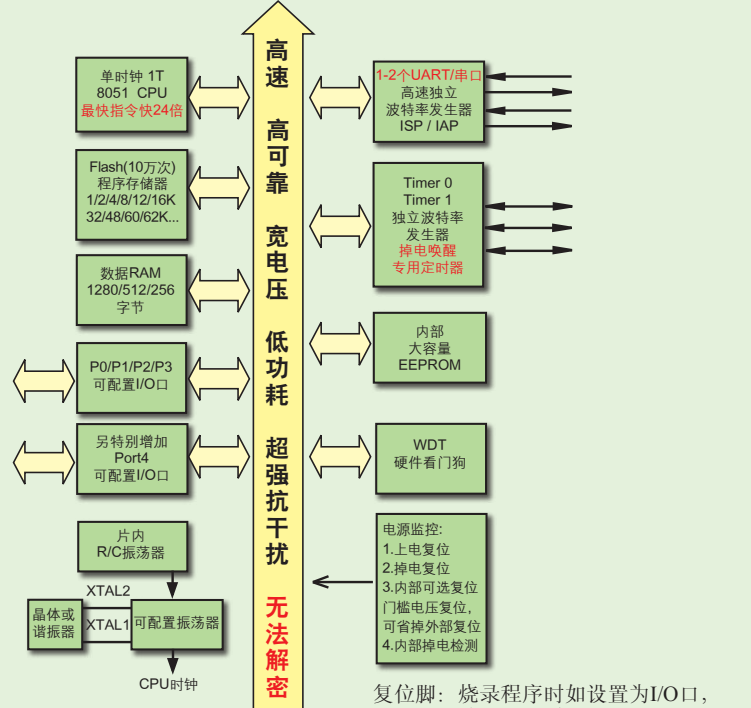 单时钟 1T
8051 CPU
最快指令快24倍
Flash(10万次)
程序存储器
1/2/4/8/12/16K
32/48/60/62K...
数据RAM
1280/512/256
字节
P0/P1/P2/P3
可配置I/O口
另特别增加
Port4
可配置I/O口
片内
R/C振荡器
XTAL2
晶体或
谐振器
XTAL1
可配置振荡器
CPU时钟
高速 高可靠 宽电压 低功耗 超强抗干扰 无法解密
1-2个UART/串口
高速独立
波特率发生器
ISP / IAP
Timer 0
Timer 1
独立波特率
发生器
掉电唤醒
专用定时器
内部
大容量
EEPROM
WDT
硬件看门狗
电源监控:
1.上电复位
2.掉电复位
3.内部可选复位
门槛电压复位，
可省掉外部复位
4.内部掉电检测
复位脚：烧录程序时如设置为I/O口，